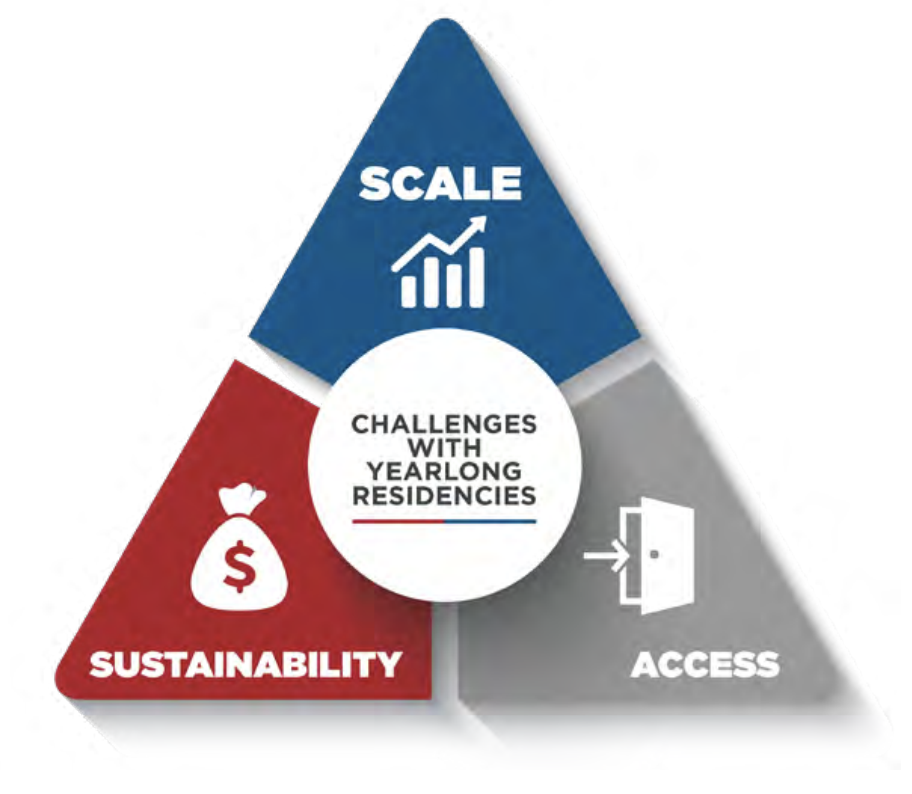 SCALE
CHALLENGES
WITH
YEARLONG
RESIDENCIES
$
SUSTAINABILITY
ACCESS